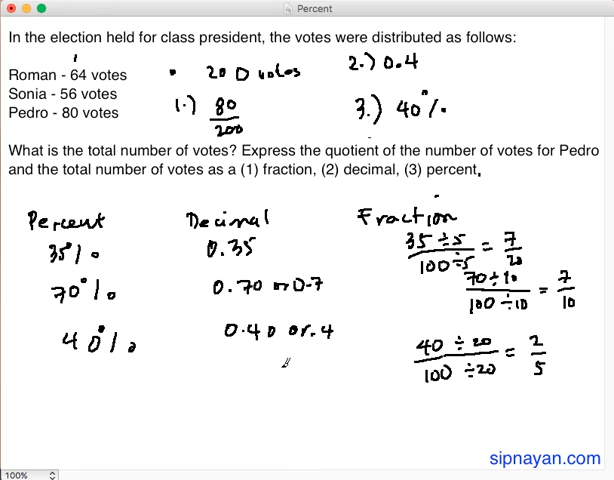 Percent
In the election held for class president, the votes were distributed as follows:
Roman - 64 votes
Sonia - 56 votes
Pedro - 80 votes
200 votes
1.) 80/200
2.) 0.4
3.) 40%
What is the total number of votes? Express the quotient of the number of votes for Pedro
and the total number of votes as a (1) fraction, (2) decimal, (3) percent.
Percent Decimal Fraction
35% 0.35 35÷5/100÷5 = 7/20
70% 0.70 or 0.7 70÷10/100÷10 = 7/10
40% 0.40 or .4 40÷20/100÷20 = 2/5
sipnayan.com
100%